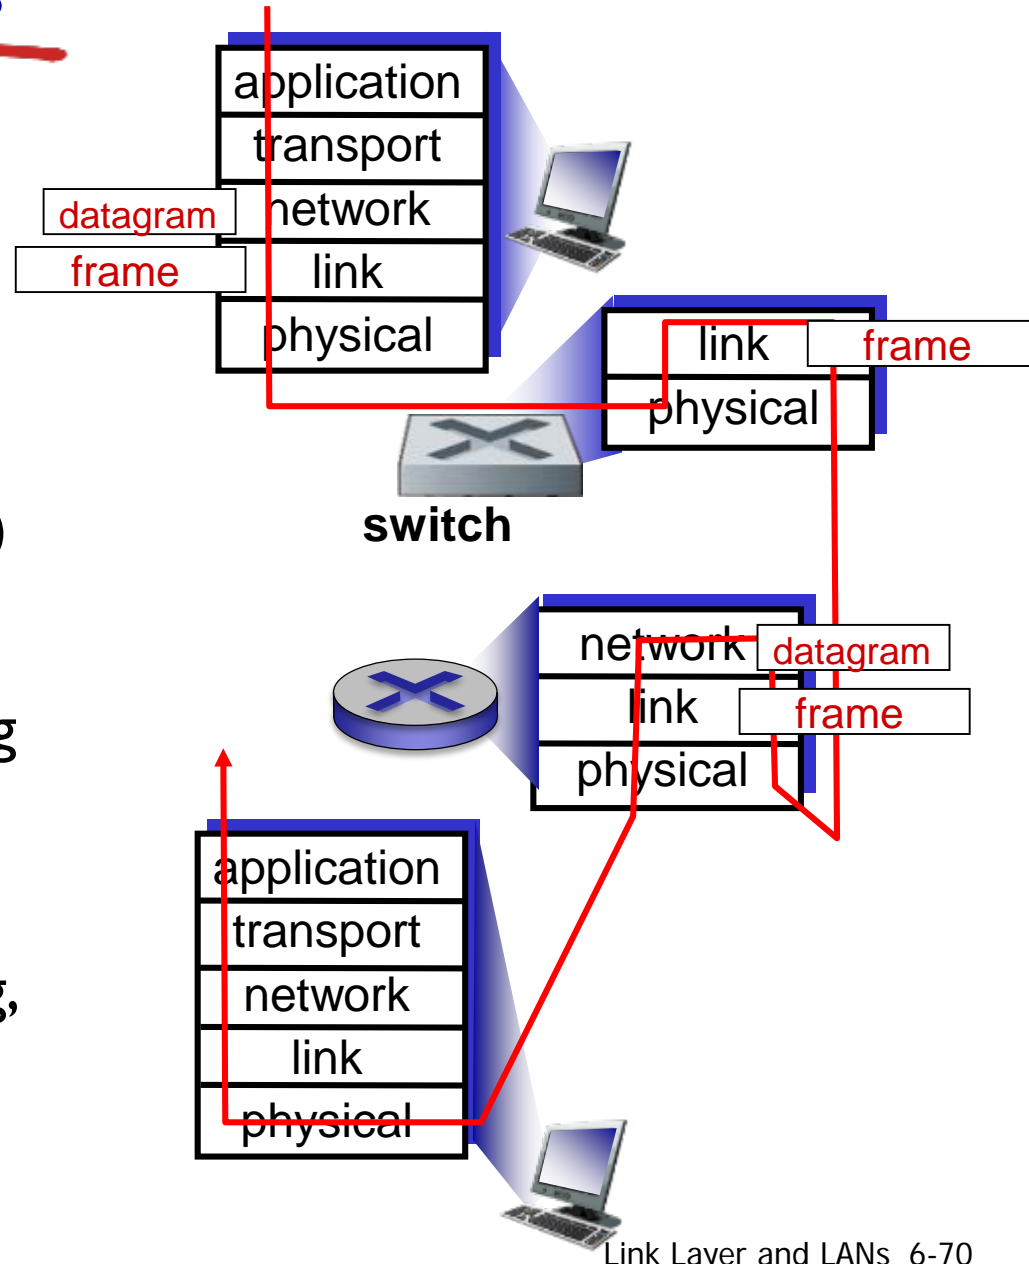 application
transport
datagram network
frame link
physical
link frame
physical
switch
)
network datagram
link frame
g
physical
application
transport
g,
network
link
physical
Link Layer and LANs 6-70